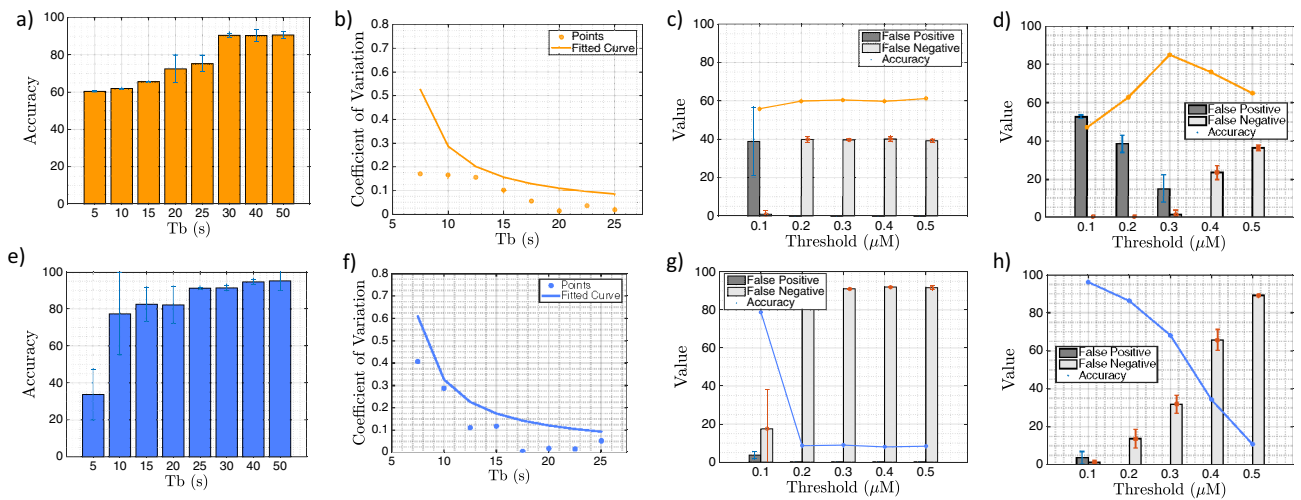 a)
100
80
60
40
20
0
Accuracy
5 10 15 20 25 30 40 50
Tb (s)
b)
0.8
0.7
0.6
0.5
0.4
0.3
0.2
0.1
0
Coefficient of Variation
Points
Fitted Curve
5 10 15 20 25
Tb (s)
c)
100
80
60
40
20
0
Value
False Positive
False Negative
Accuracy
0.1 0.2 0.3 0.4 0.5
Threshold (μM)
d)
100
80
60
40
20
0
Value
False Positive
False Negative
Accuracy
0.1 0.2 0.3 0.4 0.5
Threshold (μM)
e)
100
80
60
40
20
0
Accuracy
5 10 15 20 25 30 40 50
Tb (s)
f)
0.8
0.7
0.6
0.5
0.4
0.3
0.2
0.1
0
Coefficient of Variation
Points
Fitted Curve
5 10 15 20 25
Tb (s)
g)
100
80
60
40
20
0
Value
False Positive
False Negative
Accuracy
0.1 0.2 0.3 0.4 0.5
Threshold (μM)
h)
100
80
60
40
20
0
Value
False Positive
False Negative
Accuracy
0.1 0.2 0.3 0.4 0.5
Threshold (μM)